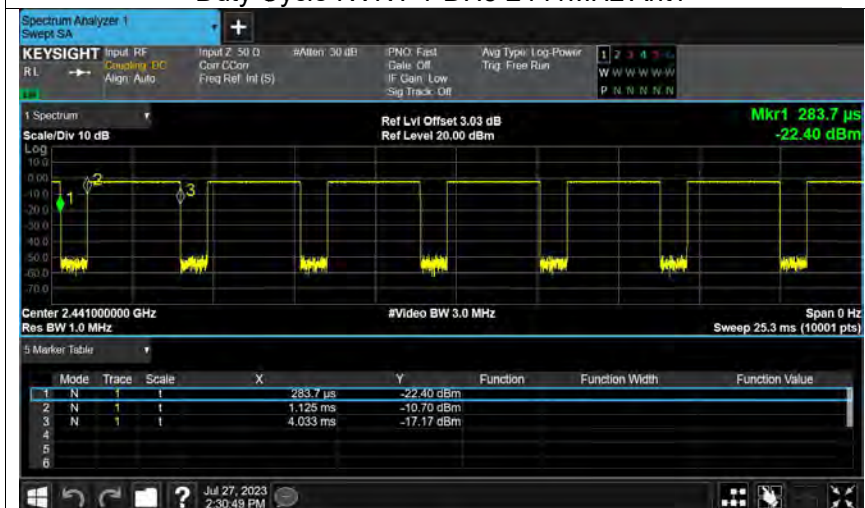 Spectrum Analyzer 1
Swept SA
+
KEYSIGHT Input: RF Input Z: 50 Ω #Atten: 30 dB PNO: Fast Avg Type: Log-Power 1 2 3 4 5 6
RL Coupling: DC Corr CCorr Gate: Off Trig: Free Run W W W W W W
Align: Auto Freq Ref: Int (S) IF Gain: Low P N N N N N
Sig Track: Off
1 Spectrum Ref Lvl Offset 3.03 dB Mkr1 283.7 µs
Scale/Div 10 dB Ref Level 20.00 dBm -22.40 dBm
Log
10.0
0.00
-10.0
-20.0
-30.0
-40.0
-50.0
-60.0
-70.0
1
2
3
Center 2.441000000 GHz #Video BW 3.0 MHz Span 0 Hz
Res BW 1.0 MHz Sweep 25.3 ms (10001 pts)
5 Marker Table
Mode Trace Scale X Y Function Function Width Function Value
1 N 1 t 283.7 µs -22.40 dBm
2 N 1 t 1.125 ms -10.70 dBm
3 N 1 t 4.033 ms -17.17 dBm
4
5
6
? Jul 27, 2023
2:30:49 PM